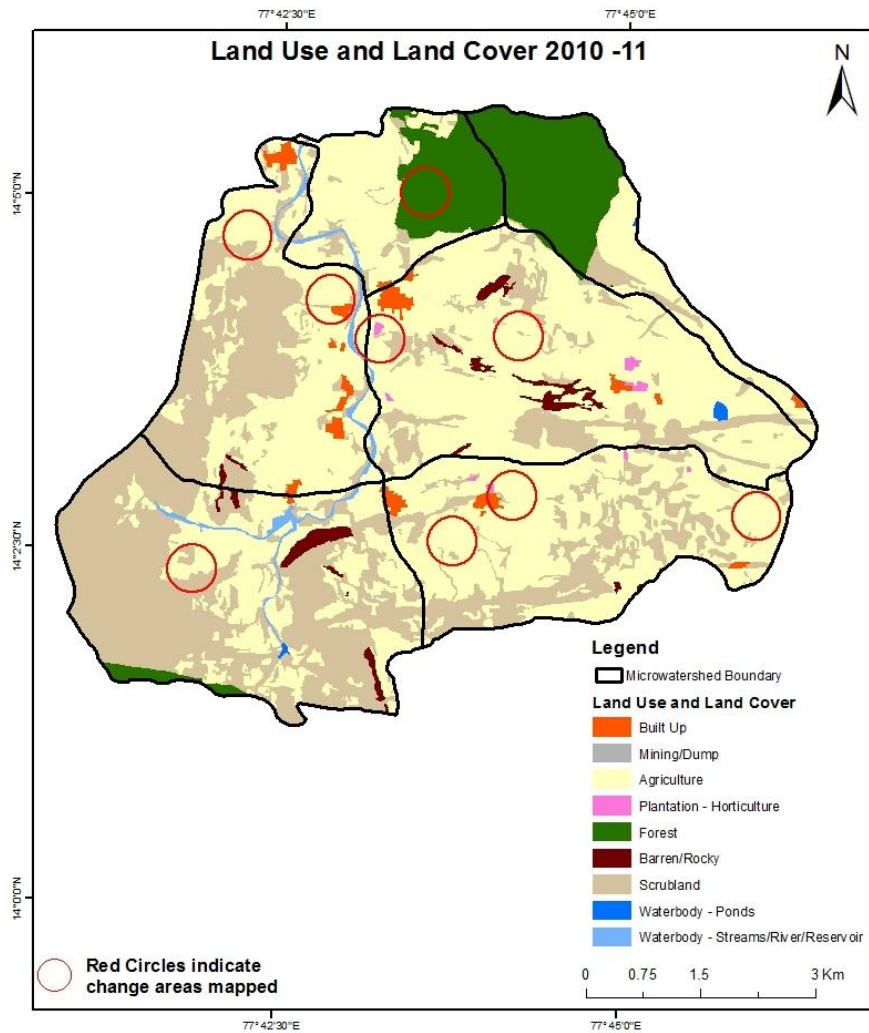 77°42'30"E
77°45'0"E
Land Use and Land Cover 2010 -11
N
14°5'0"N
14°2'30"N
14°0'0"N
Legend
Microwatershed Boundary
Land Use and Land Cover
Built Up
Mining/Dump
Agriculture
Plantation - Horticulture
Forest
Barren/Rocky
Scrubland
Waterbody - Ponds
Waterbody - Streams/River/Reservoir
Red Circles indicate
change areas mapped
0 0.75 1.5 3 Km
77°42'30"E
77°45'0"E